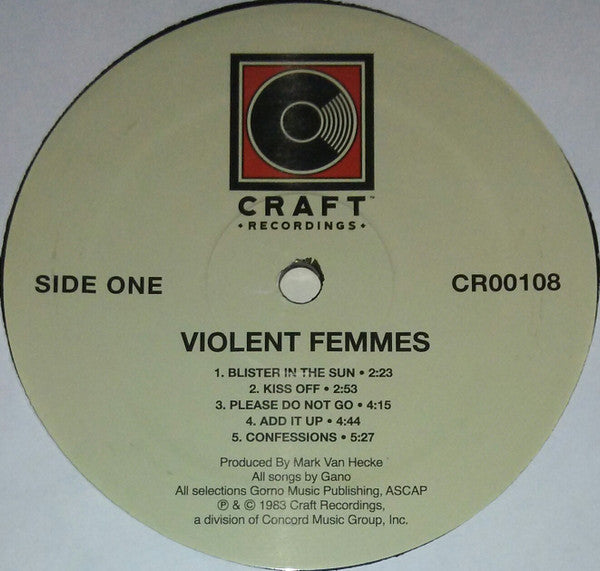 CRAFT™
• RECORDINGS •
SIDE ONE
CR00108
VIOLENT FEMMES
1. BLISTER IN THE SUN • 2:23
2. KISS OFF • 2:53
3. PLEASE DO NOT GO • 4:15
4. ADD IT UP • 4:44
5. CONFESSIONS • 5:27
Produced By Mark Van Hecke
All songs by Gano
All selections Gorno Music Publishing, ASCAP
℗ & © 1983 Craft Recordings,
a division of Concord Music Group, Inc.